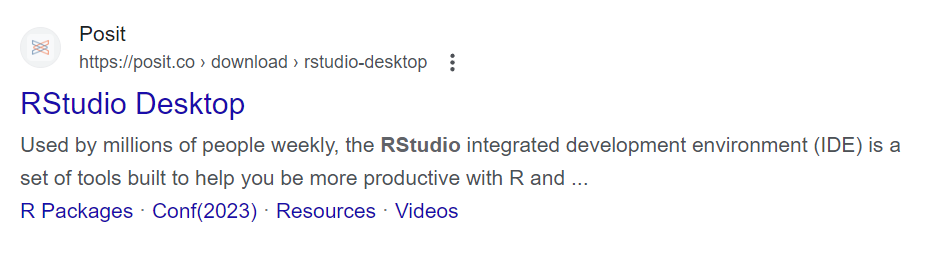 Posit
https://posit.co › download › rstudio-desktop
RStudio Desktop
Used by millions of people weekly, the RStudio integrated development environment (IDE) is a
set of tools built to help you be more productive with R and ...
R Packages · Conf(2023) · Resources · Videos